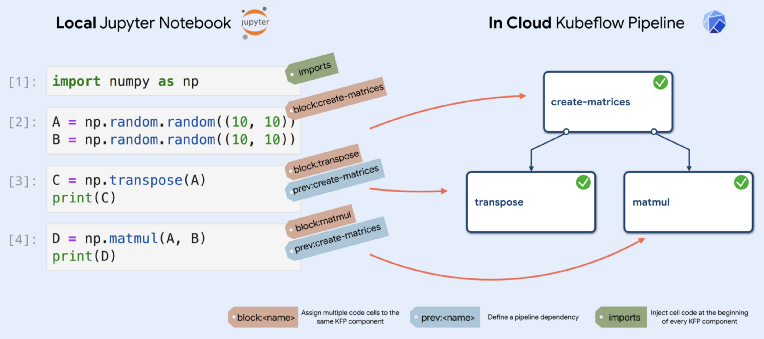 Local Jupyter Notebook
jupyter
In Cloud Kubeflow Pipeline
imports
[1]: import numpy as np
block:create-matrices
[2]: A = np.random.random((10, 10))
B = np.random.random((10, 10))
block:transpose
prev:create-matrices
[3]: C = np.transpose(A)
print(C)
block:matmul
prev:create-matrices
[4]: D = np.matmul(A, B)
print(D)
create-matrices
transpose
matmul
block:<name>
Assign multiple code cells to the
same KFP component
prev:<name>
Define a pipeline dependency
imports
Inject cell code at the beginning
of every KFP component